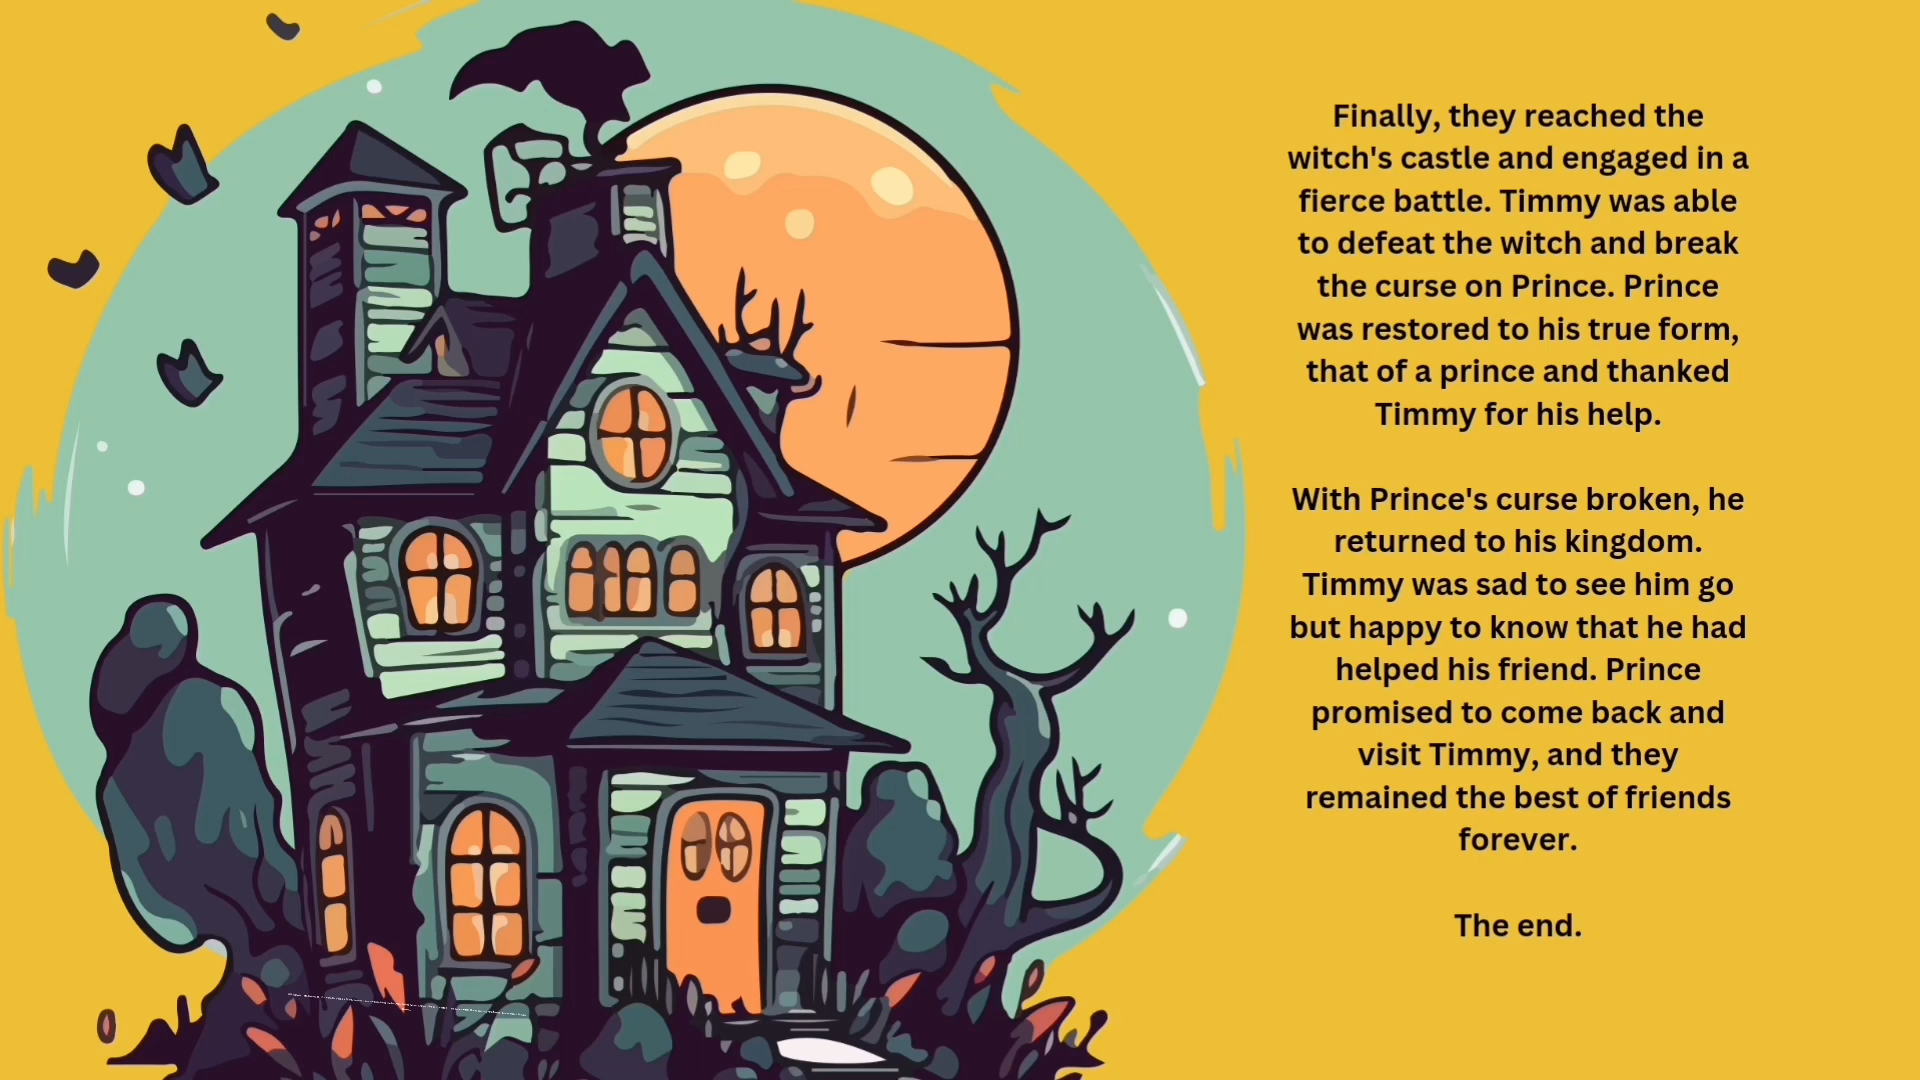 Finally, they reached the
witch's castle and engaged in a
fierce battle. Timmy was able
to defeat the witch and break
the curse on Prince. Prince
was restored to his true form,
that of a prince and thanked
Timmy for his help.
With Prince's curse broken, he
returned to his kingdom.
Timmy was sad to see him go
but happy to know that he had
helped his friend. Prince
promised to come back and
visit Timmy, and they
remained the best of friends
forever.
The end.